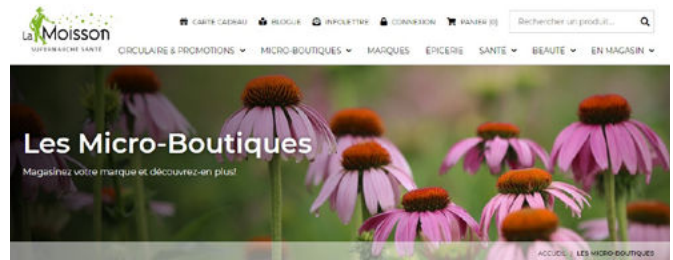 La Moisson
SUPERMARCHÉ SANTÉ
CARTE CADEAU BLOGUE INFOLETTRE CONNEXION PANIER (0) Rechercher un produit...
CIRCULAIRE & PROMOTIONS MICRO-BOUTIQUES MARQUES ÉPICERIE SANTÉ BEAUTÉ EN MAGASIN
Les Micro-Boutiques
Magasinez votre marque et découvrez-en plus!
ACCUEIL | LES MICRO-BOUTIQUES